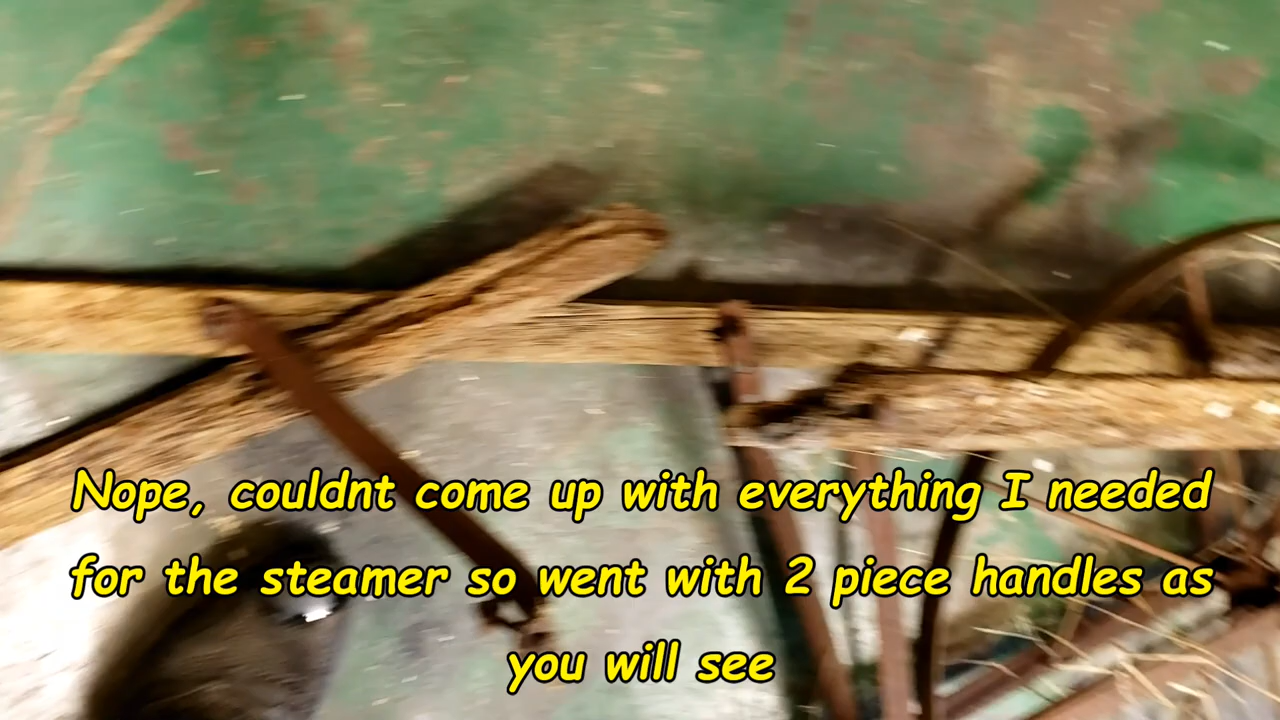 Nope, couldnt come up with everything I needed
for the steamer so went with 2 piece handles as
you will see